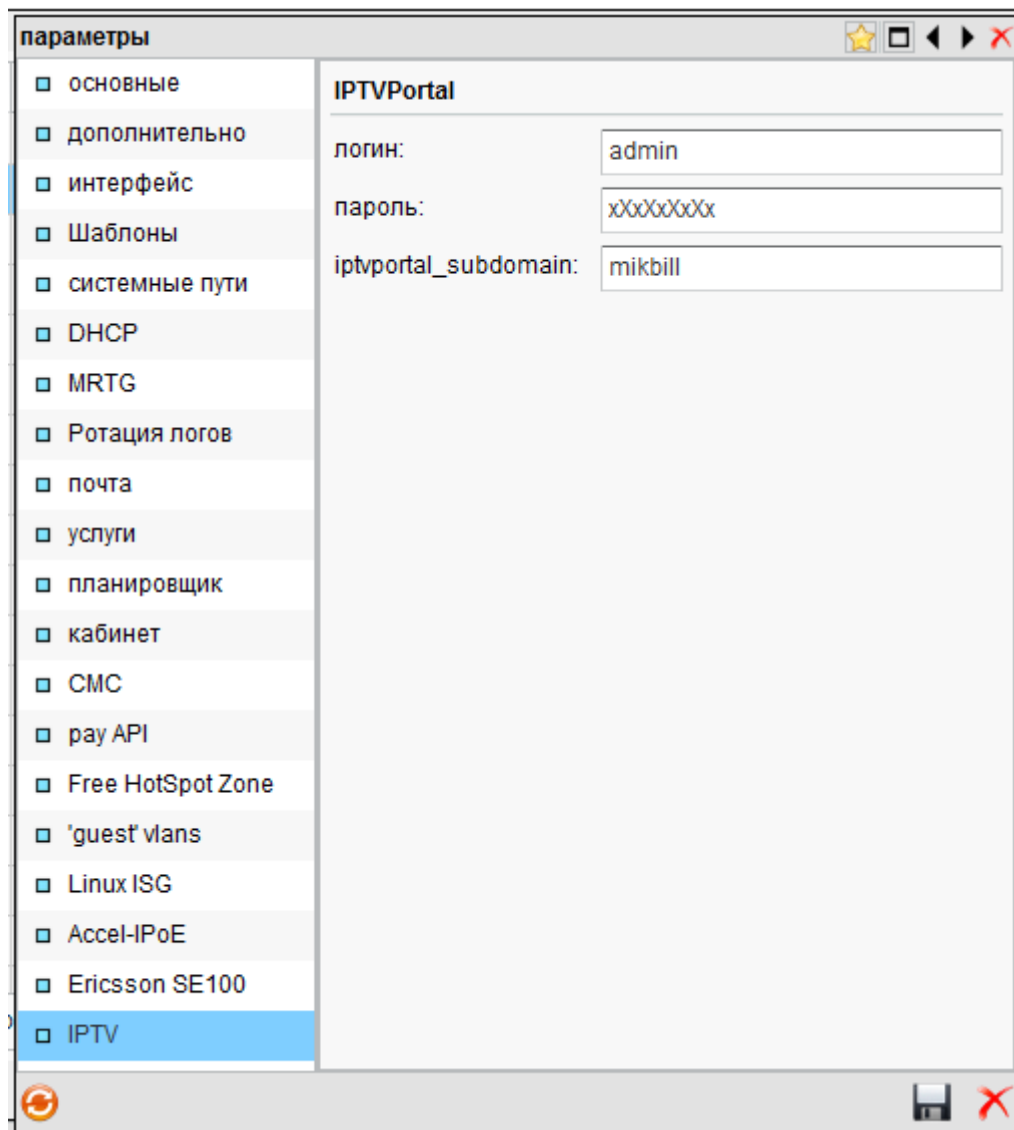 параметры
основные
дополнительно
интерфейс
Шаблоны
системные пути
DHCP
MRTG
Ротация логов
почта
услуги
планировщик
кабинет
СМС
pay API
Free HotSpot Zone
'guest' vlans
Linux ISG
Accel-IPoE
Ericsson SE100
IPTV
IPTVPortal
логин: admin
пароль: xXxXxXxXx
iptvportal_subdomain: mikbill